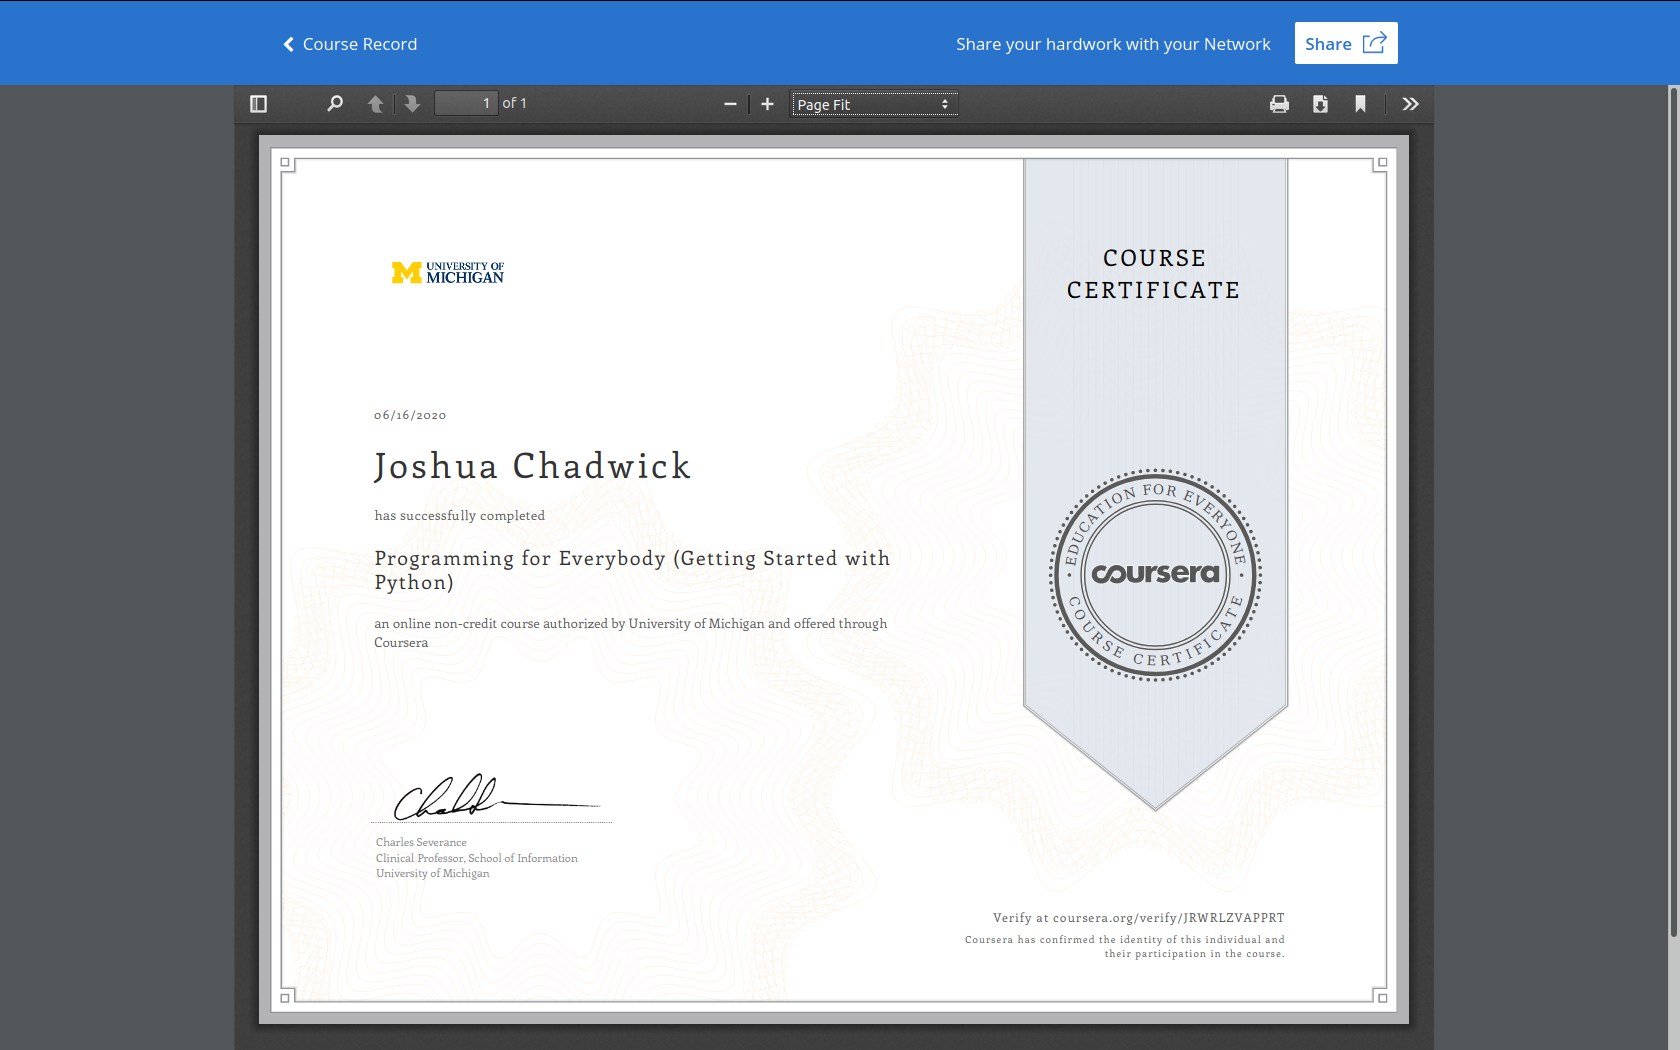 Course Record
Share your hardwork with your Network
Share
1 of 1
Page Fit
UNIVERSITY OF
MICHIGAN
COURSE
CERTIFICATE
06/16/2020
Joshua Chadwick
has successfully completed
Programming for Everybody (Getting Started with
Python)
an online non-credit course authorized by University of Michigan and offered through
Coursera
EDUCATION FOR EVERYONE
coursera
COURSE CERTIFICATE
Charles Severance
Clinical Professor, School of Information
University of Michigan
Verify at coursera.org/verify/JRWRLZVAPPRT
Coursera has confirmed the identity of this individual and
their participation in the course.